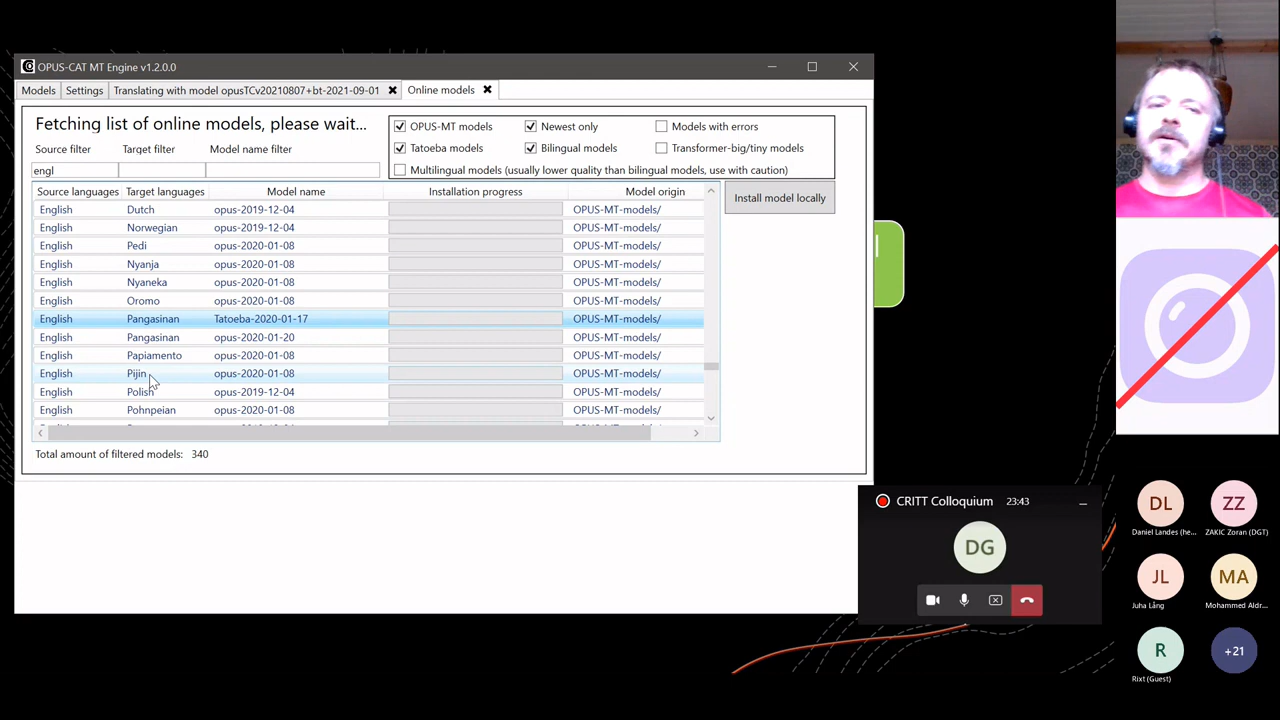 OPUS-CAT MT Engine v1.2.0.0
Models Settings Translating with model opusTCv20210807+bt-2021-09-01 Online models
Fetching list of online models, please wait...
Source filter Target filter Model name filter
engl
OPUS-MT models Newest only Models with errors
Tatoeba models Bilingual models Transformer-big/tiny models
Multilingual models (usually lower quality than bilingual models, use with caution)
Source languages Target languages Model name Installation progress Model origin
Install model locally
English Dutch opus-2019-12-04 OPUS-MT-models/
English Norwegian opus-2019-12-04 OPUS-MT-models/
English Pedi opus-2020-01-08 OPUS-MT-models/
English Nyanja opus-2020-01-08 OPUS-MT-models/
English Nyaneka opus-2020-01-08 OPUS-MT-models/
English Oromo opus-2020-01-08 OPUS-MT-models/
English Pangasinan Tatoeba-2020-01-17 OPUS-MT-models/
English Pangasinan opus-2020-01-20 OPUS-MT-models/
English Papiamento opus-2020-01-08 OPUS-MT-models/
English Pijin opus-2020-01-08 OPUS-MT-models/
English Polish opus-2019-12-04 OPUS-MT-models/
English Pohnpeian opus-2020-01-08 OPUS-MT-models/
Total amount of filtered models: 340
CRITT Colloquium 23:43
DG
DL ZZ
Daniel Landes (he... ZAKIC Zoran (DGT)
JL MA
Juha Lång Mohammed Aldr...
R +21
Rixt (Guest)